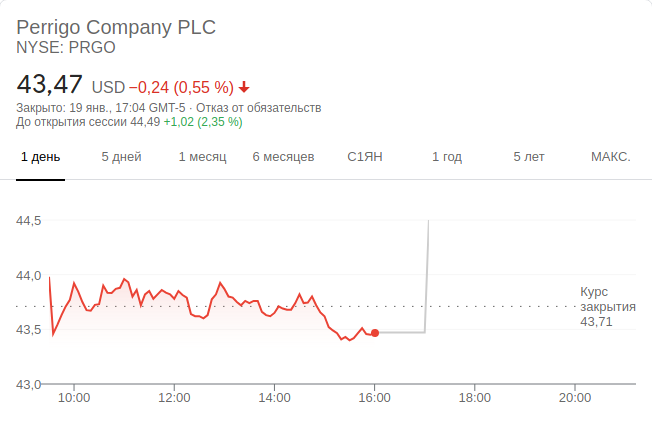 Perrigo Company PLC
NYSE: PRGO
43,47 USD −0,24 (0,55 %)
Закрыто: 19 янв., 17:04 GMT-5 · Отказ от обязательств
До открытия сессии 44,49 +1,02 (2,35 %)
1 день 5 дней 1 месяц 6 месяцев С1ЯН 1 год 5 лет МАКС.
44,5
44,0
Курс
закрытия
43,71
43,5
43,0
10:00 12:00 14:00 16:00 18:00 20:00